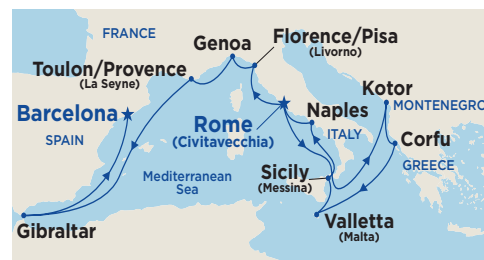 FRANCE
Genoa
Florence/Pisa
(Livorno)
Toulon/Provence
(La Seyne)
Kotor
MONTENEGRO
Barcelona
SPAIN
Rome
(Civitavecchia)
Naples
ITALY
Corfu
GREECE
Mediterranean
Sea
Sicily
(Messina)
Valletta
(Malta)
Gibraltar